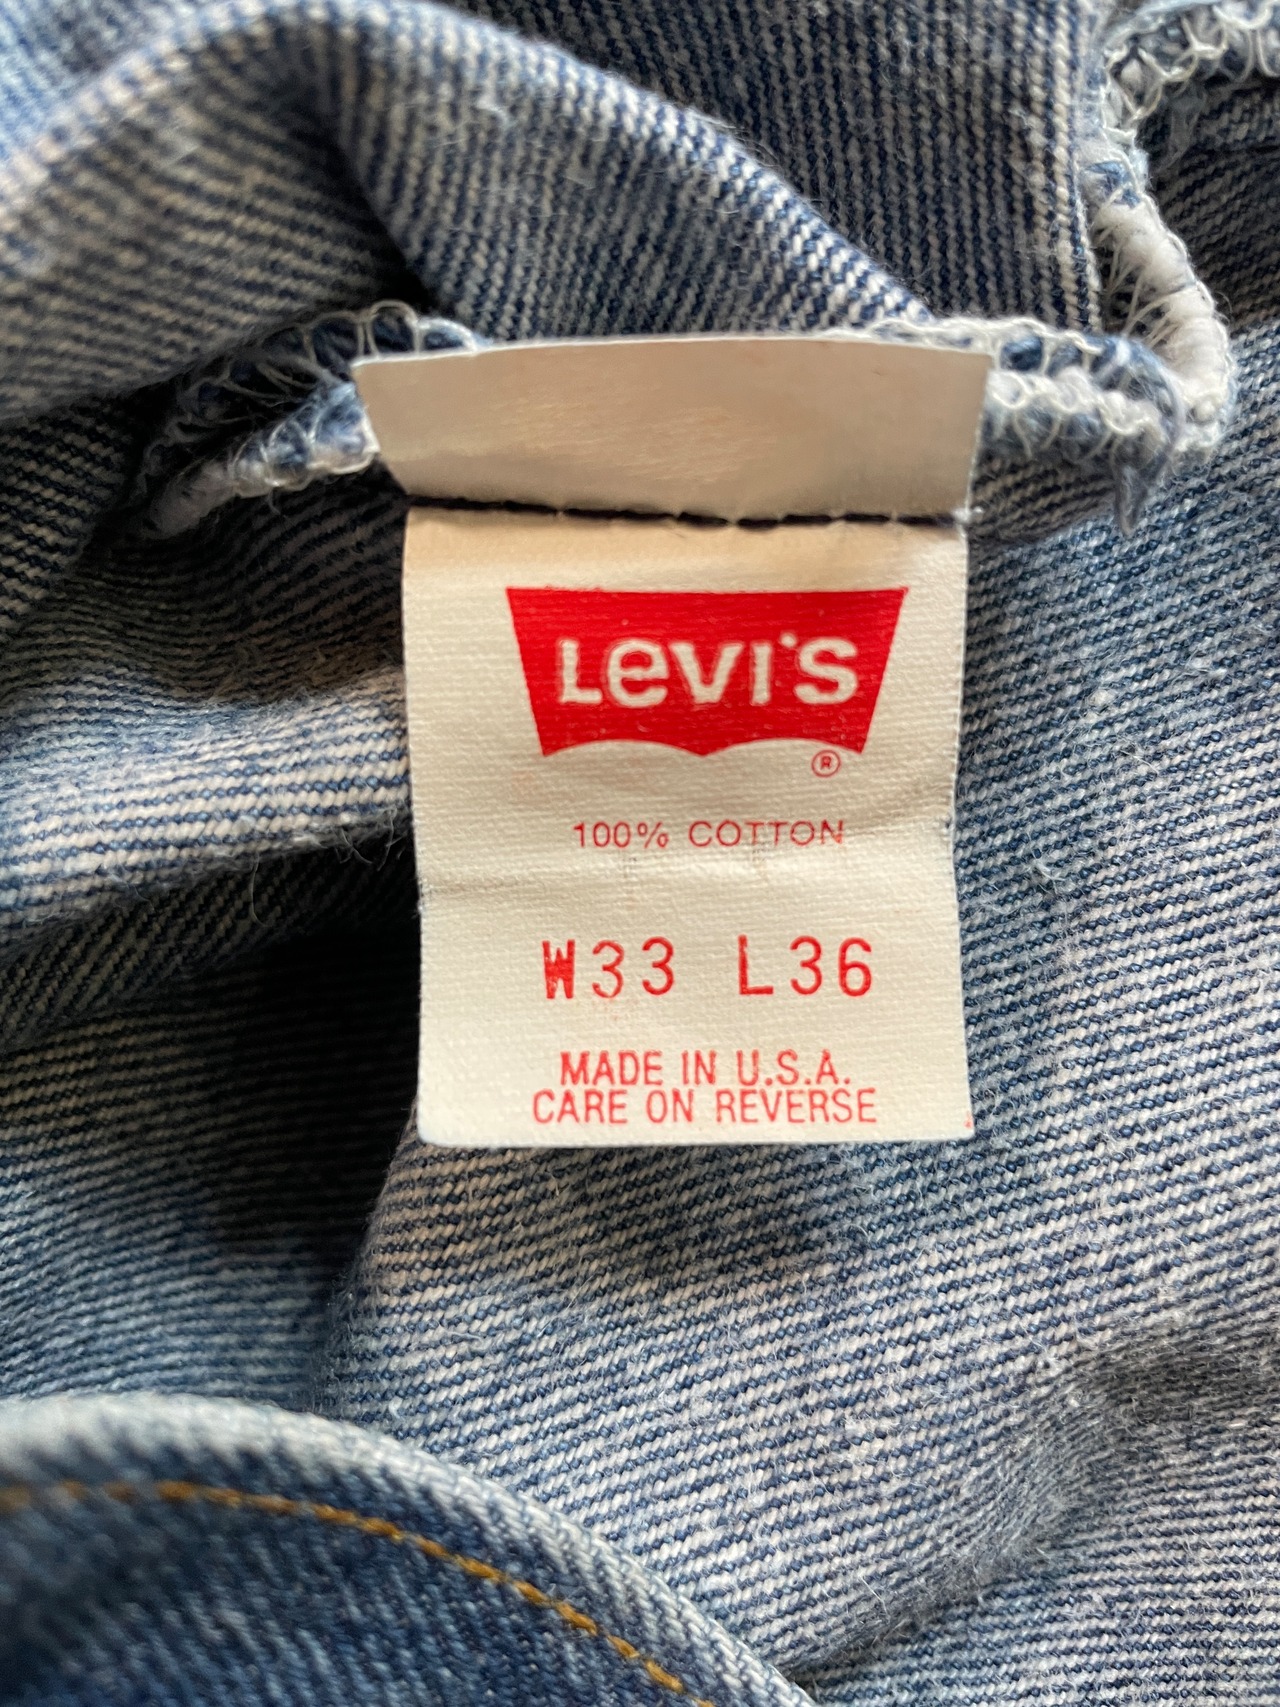 Levi's
®
100% COTTON
W33 L36
MADE IN U.S.A.
CARE ON REVERSE